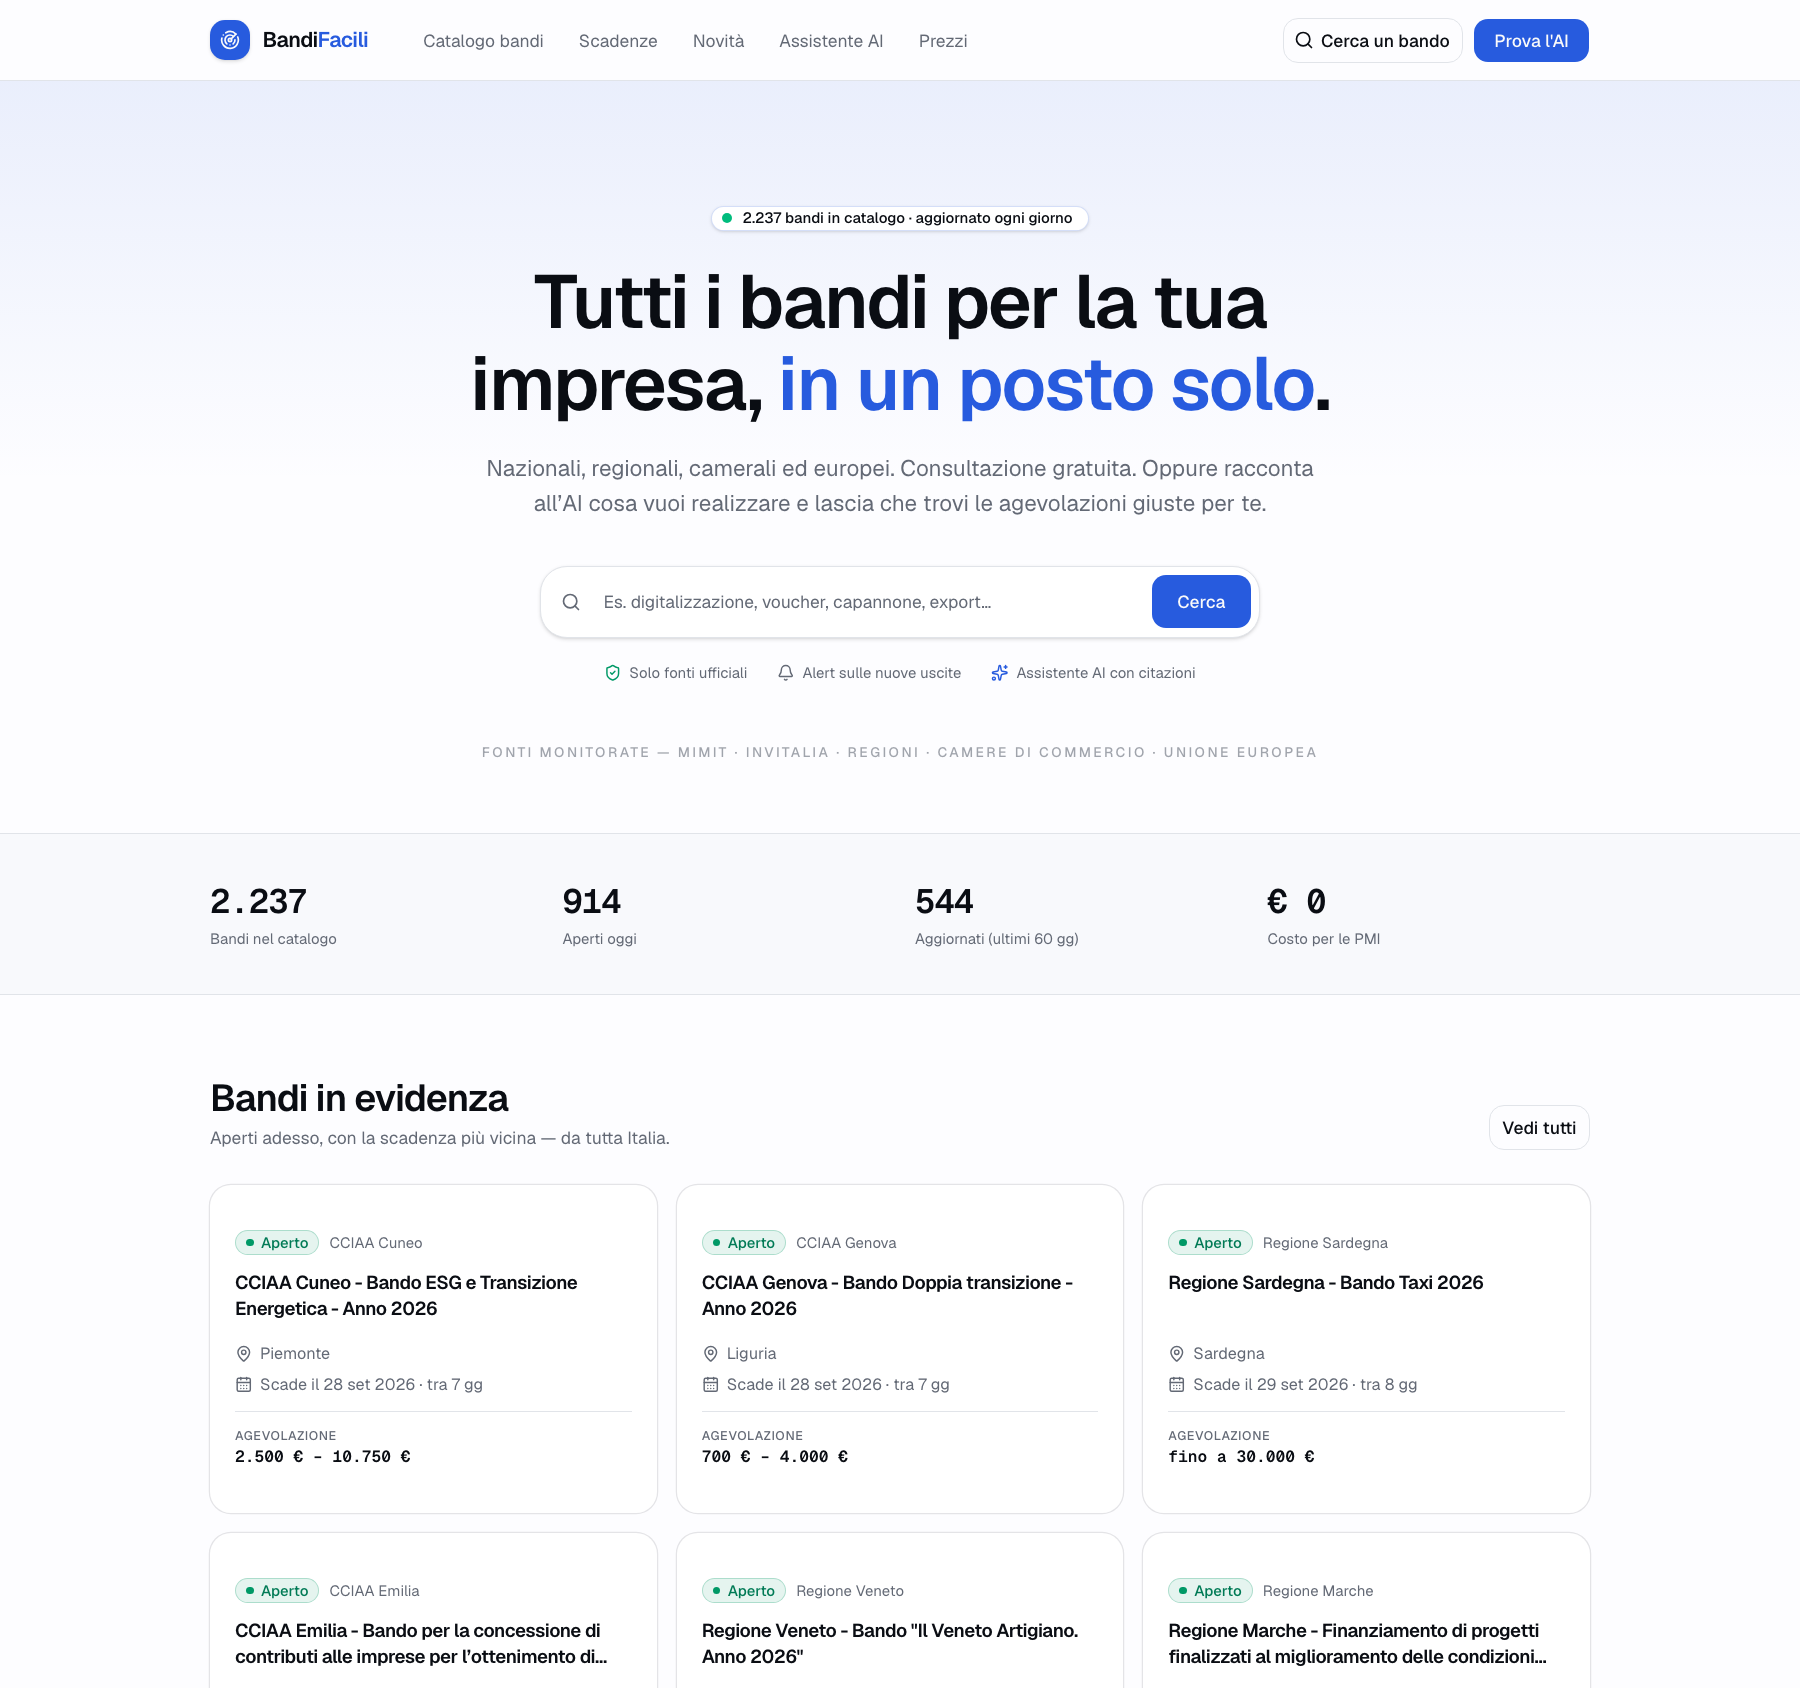 BandiFacili
Catalogo bandi
Scadenze
Novità
Assistente AI
Prezzi
Cerca un bando
Prova l'AI
2.237 bandi in catalogo · aggiornato ogni giorno
Tutti i bandi per la tua
impresa, in un posto solo.
Nazionali, regionali, camerali ed europei. Consultazione gratuita. Oppure racconta
all’AI cosa vuoi realizzare e lascia che trovi le agevolazioni giuste per te.
Es. digitalizzazione, voucher, capannone, export...
Cerca
Solo fonti ufficiali
Alert sulle nuove uscite
Assistente AI con citazioni
FONTI MONITORATE — MIMIT · INVITALIA · REGIONI · CAMERE DI COMMERCIO · UNIONE EUROPEA
2.237
Bandi nel catalogo
914
Aperti oggi
544
Aggiornati (ultimi 60 gg)
€ 0
Costo per le PMI
Bandi in evidenza
Aperti adesso, con la scadenza più vicina — da tutta Italia.
Vedi tutti
Aperto
CCIAA Cuneo
CCIAA Cuneo - Bando ESG e Transizione
Energetica - Anno 2026
Piemonte
Scade il 28 set 2026 · tra 7 gg
AGEVOLAZIONE
2.500 € – 10.750 €
Aperto
CCIAA Genova
CCIAA Genova - Bando Doppia transizione -
Anno 2026
Liguria
Scade il 28 set 2026 · tra 7 gg
AGEVOLAZIONE
700 € – 4.000 €
Aperto
Regione Sardegna
Regione Sardegna - Bando Taxi 2026
Sardegna
Scade il 29 set 2026 · tra 8 gg
AGEVOLAZIONE
fino a 30.000 €
Aperto
CCIAA Emilia
CCIAA Emilia - Bando per la concessione di
contributi alle imprese per l’ottenimento di...
Aperto
Regione Veneto
Regione Veneto - Bando "Il Veneto Artigiano.
Anno 2026"
Aperto
Regione Marche
Regione Marche - Finanziamento di progetti
finalizzati al miglioramento delle condizioni...